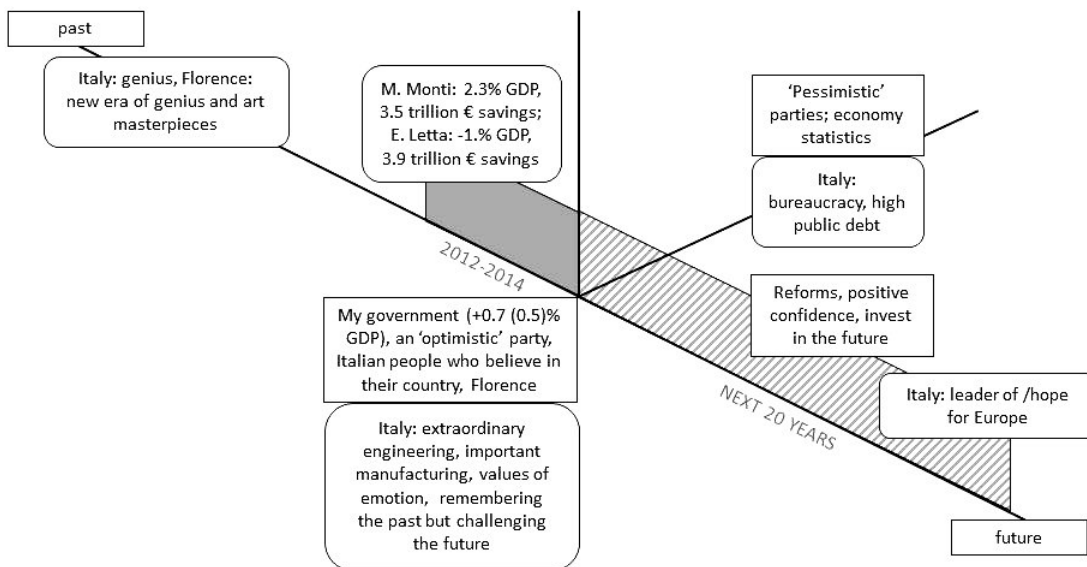 past
Italy: genius, Florence:
new era of genius and art
masterpieces
M. Monti: 2.3% GDP,
3.5 trillion € savings;
E. Letta: -1.% GDP,
3.9 trillion € savings
'Pessimistic'
parties; economy
statistics
Italy:
bureaucracy, high
public debt
2012-2014
My government (+0.7 (0.5)%
GDP), an 'optimistic' party,
Italian people who believe in
their country, Florence
Italy: extraordinary
engineering, important
manufacturing, values of
emotion, remembering
the past but challenging
the future
Reforms, positive
confidence, invest
in the future
NEXT 20 YEARS
Italy: leader of /hope
for Europe
future